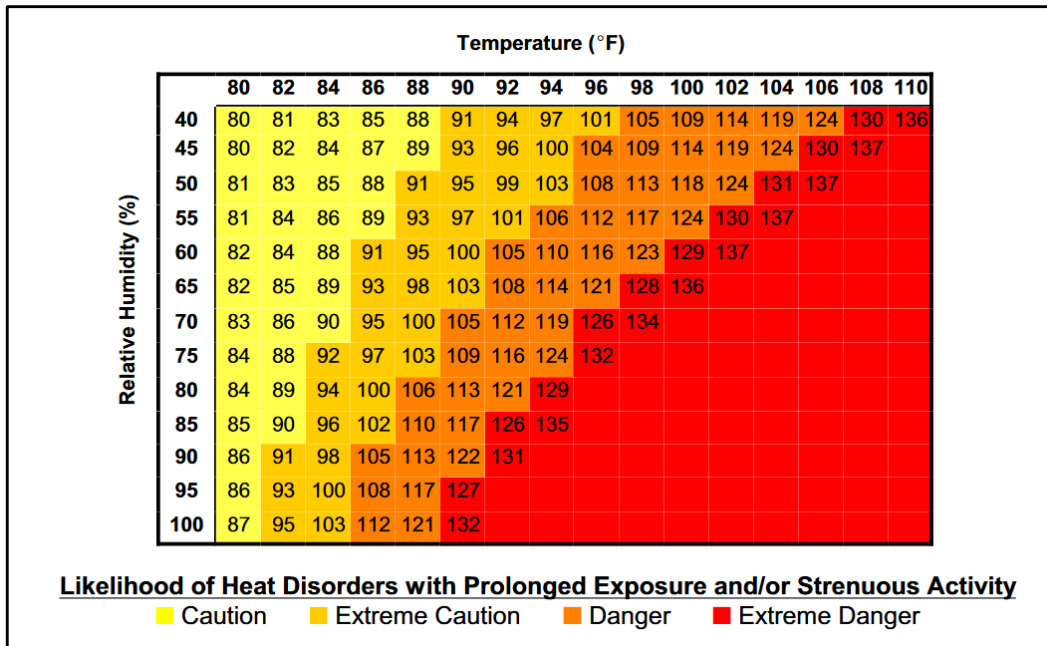 Temperature (°F)
80 82 84 86 88 90 92 94 96 98 100 102 104 106 108 110
Relative Humidity (%)
40 80 81 83 85 88 91 94 97 101 105 109 114 119 124 130 136
45 80 82 84 87 89 93 96 100 104 109 114 119 124 130 137
50 81 83 85 88 91 95 99 103 108 113 118 124 131 137
55 81 84 86 89 93 97 101 106 112 117 124 130 137
60 82 84 88 91 95 100 105 110 116 123 129 137
65 82 85 89 93 98 103 108 114 121 128 136
70 83 86 90 95 100 105 112 119 126 134
75 84 88 92 97 103 109 116 124 132
80 84 89 94 100 106 113 121 129
85 85 90 96 102 110 117 126 135
90 86 91 98 105 113 122 131
95 86 93 100 108 117 127
100 87 95 103 112 121 132
Likelihood of Heat Disorders with Prolonged Exposure and/or Strenuous Activity
Caution Extreme Caution Danger Extreme Danger